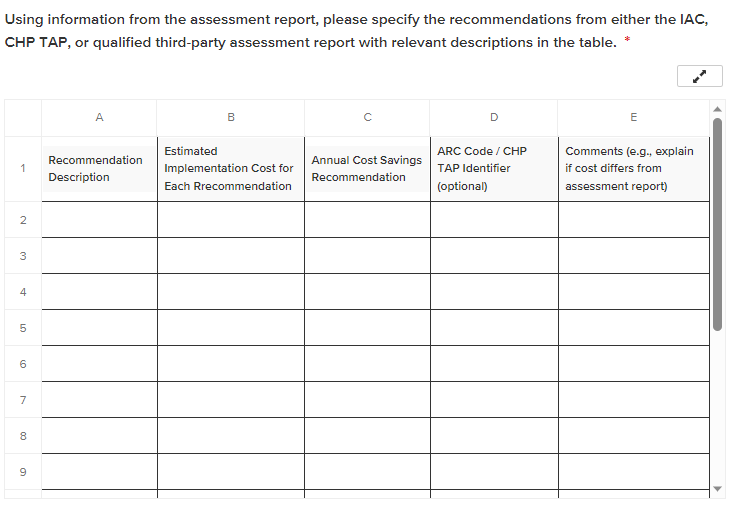 Using information from the assessment report, please specify the recommendations from either the IAC,
CHP TAP, or qualified third-party assessment report with relevant descriptions in the table. *
A B C D E
1
Recommendation
Description
Estimated
Implementation Cost for
Each Rrecommendation
Annual Cost Savings
Recommendation
ARC Code / CHP
TAP Identifier
(optional)
Comments (e.g., explain
if cost differs from
assessment report)
2
3
4
5
6
7
8
9